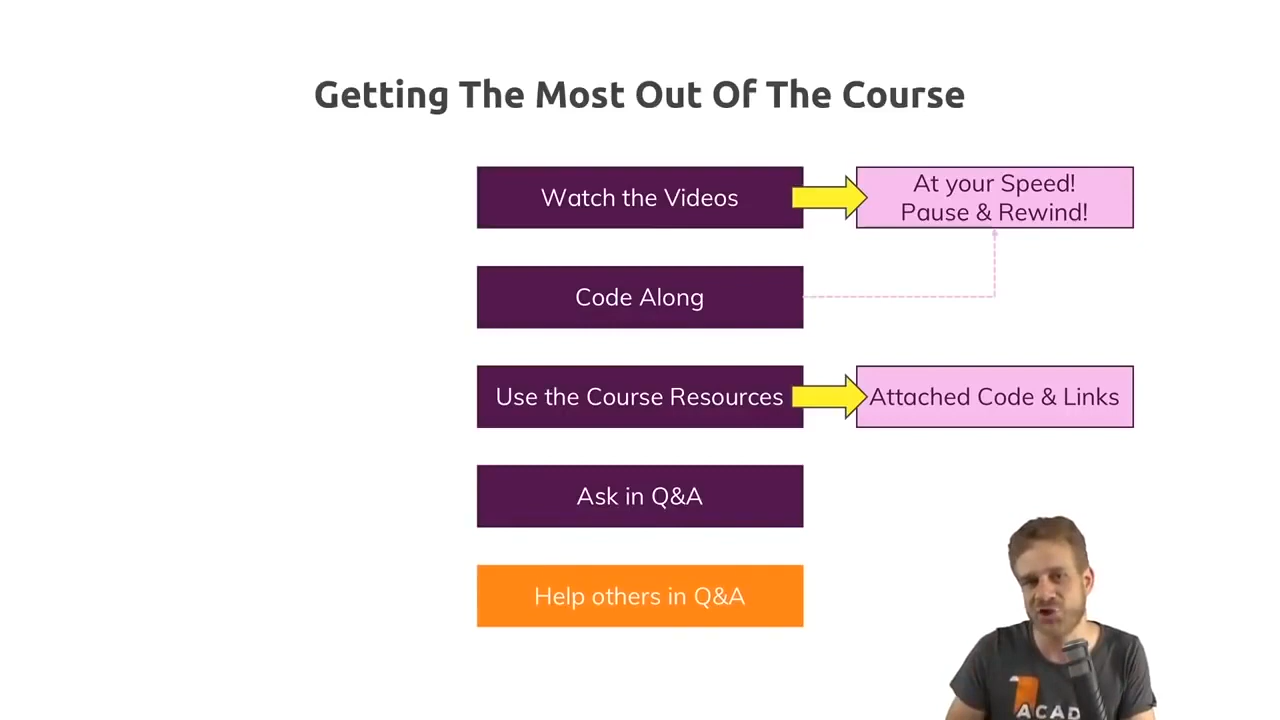 Getting The Most Out Of The Course
Watch the Videos
At your Speed!
Pause & Rewind!
Code Along
Use the Course Resources
Attached Code & Links
Ask in Q&A
Help others in Q&A
ACAD